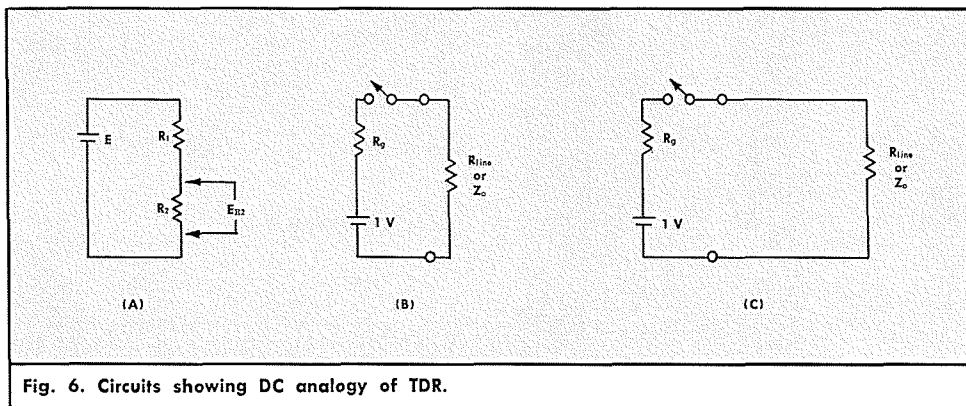 E
R1
R2
ER2
(A)
Rg
1 V
Rline
or
Zo
(B)
Rg
1 V
Rline
or
Zo
(C)
Fig. 6. Circuits showing DC analogy of TDR.